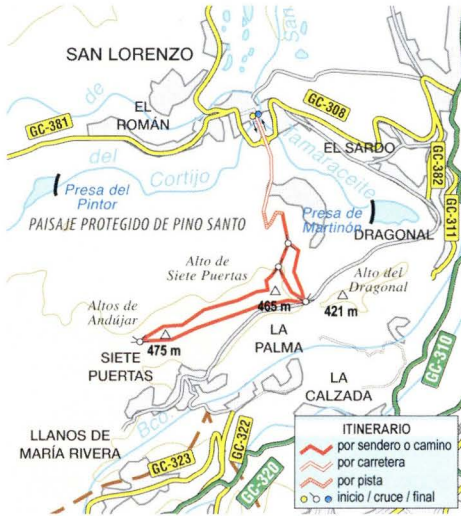 San
SAN LORENZO
de
EL
ROMÁN
GC-308
GC-381
Tamaraceite
EL SARDO
GC-382
del
Cortijo
GC-311
Presa del
Pintor
PAISAJE PROTEGIDO DE PINO SANTO
Presa de
Martinón
DRAGONAL
Alto de
Siete Puertas
Alto del
Dragonal
465 m
421 m
Altos de
Andújar
475 m
LA
PALMA
SIETE
PUERTAS
GC-310
LA
CALZADA
Bco.
LLANOS DE
MARÍA RIVERA
GC-322
GC-323
GC-320
ITINERARIO
por sendero o camino
por carretera
por pista
inicio / cruce / final